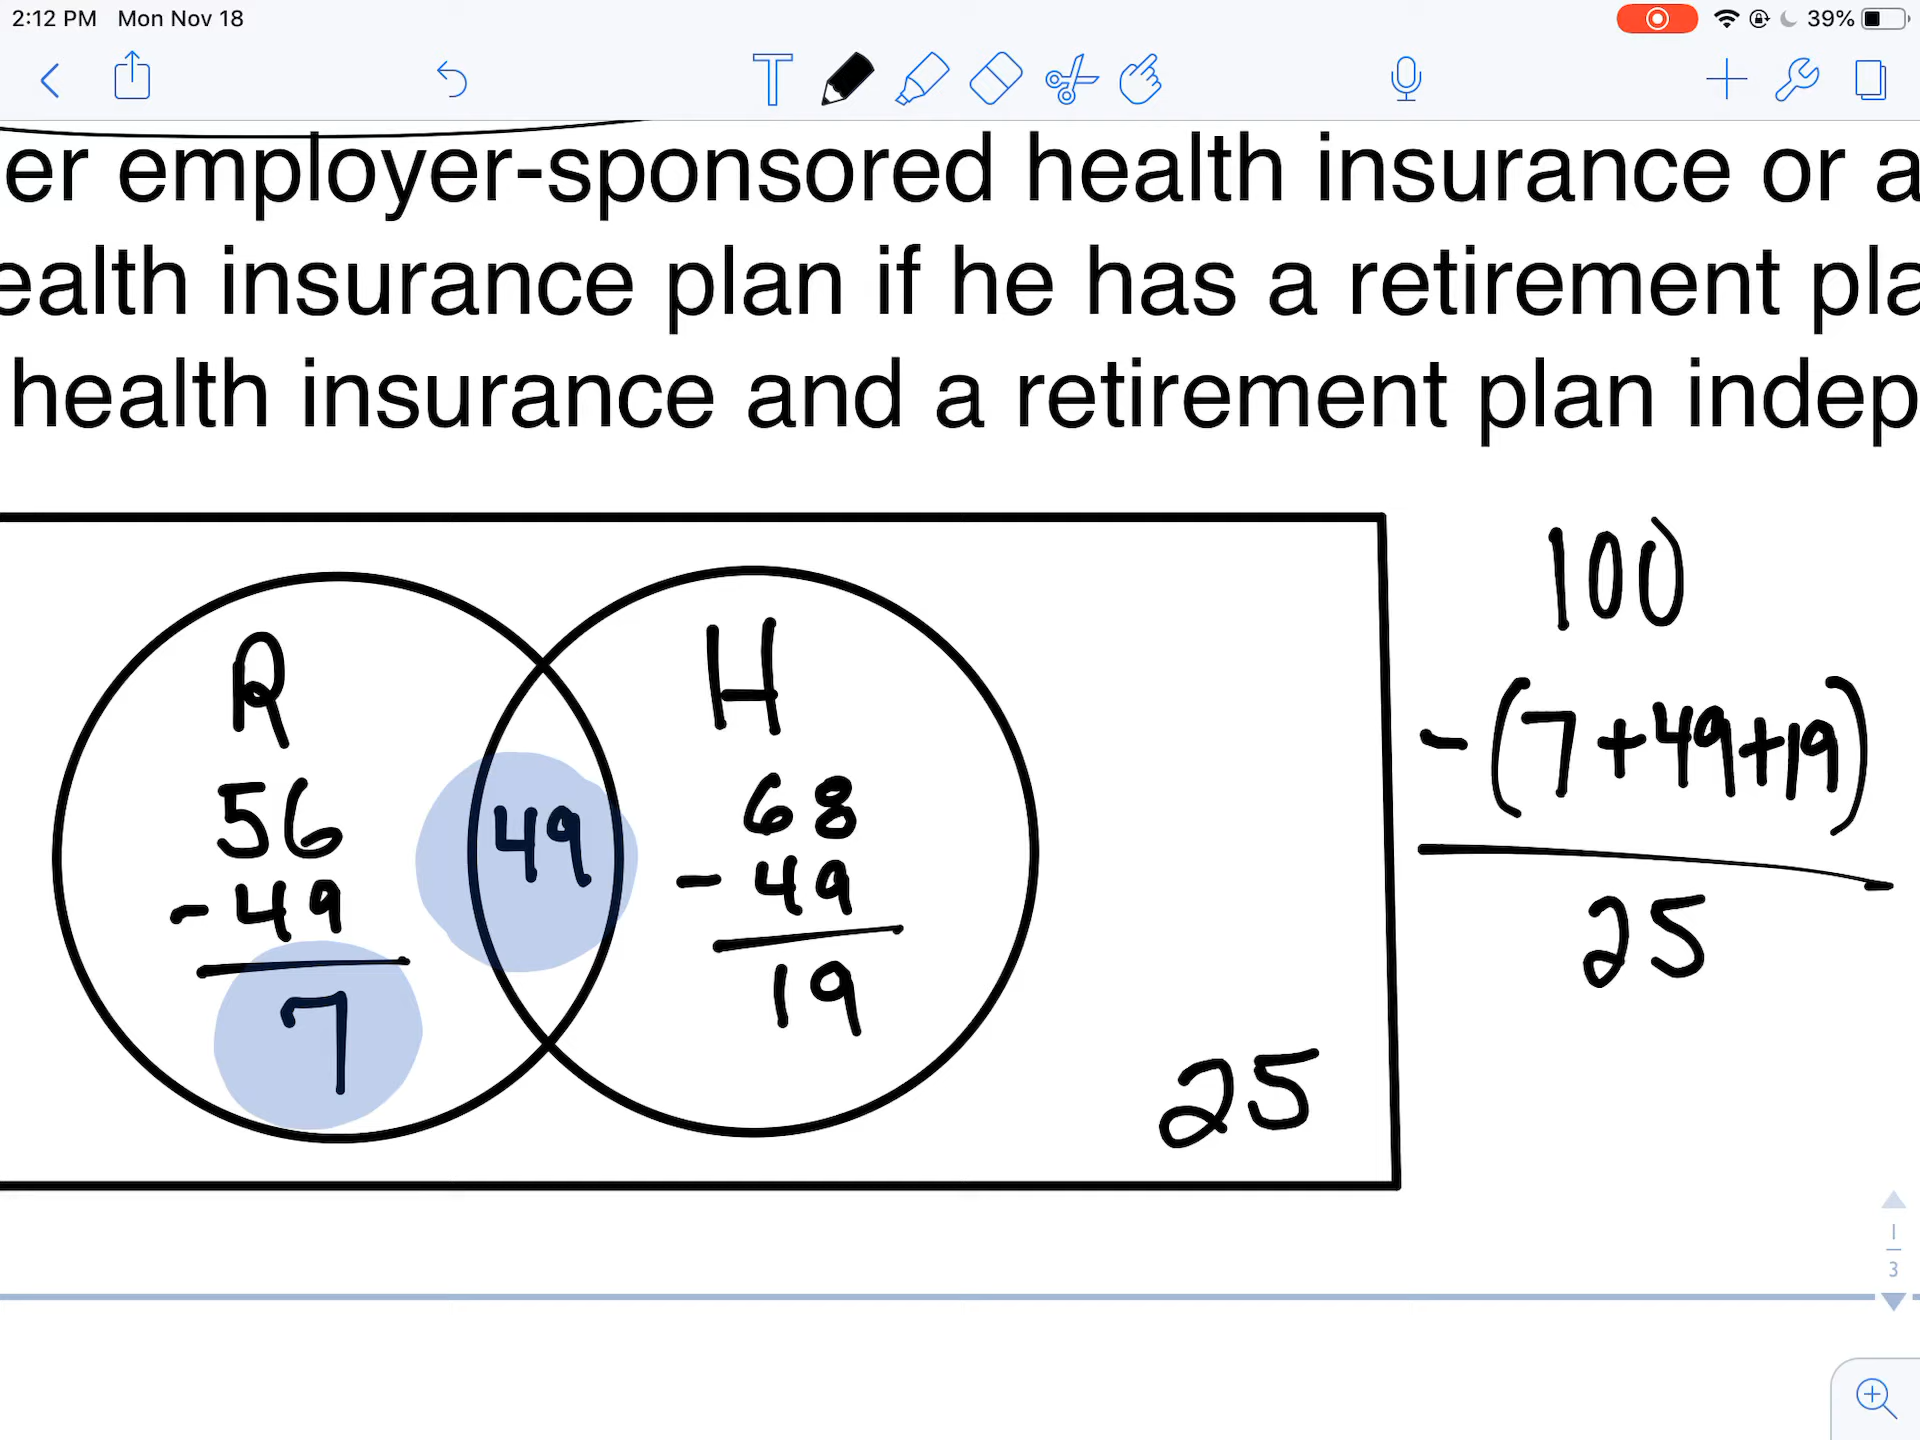 2:12 PM Mon Nov 18
39%
T
er employer-sponsored health insurance or a
ealth insurance plan if he has a retirement pla
health insurance and a retirement plan indep
R
56
- 49
7
49
H
68
- 49
19
25
100
- (7+49+19)
25
1
3